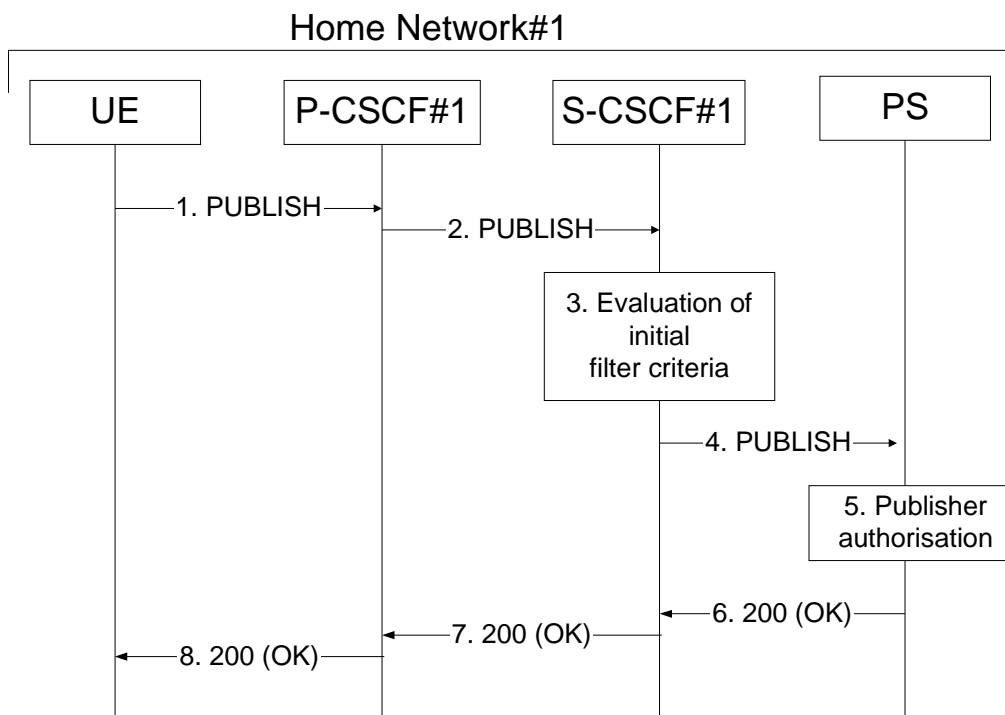 Home Network#1
UE
P-CSCF#1
S-CSCF#1
PS
1. PUBLISH
2. PUBLISH
3. Evaluation of
initial
filter criteria
4. PUBLISH
5. Publisher
authorisation
6. 200 (OK)
7. 200 (OK)
8. 200 (OK)